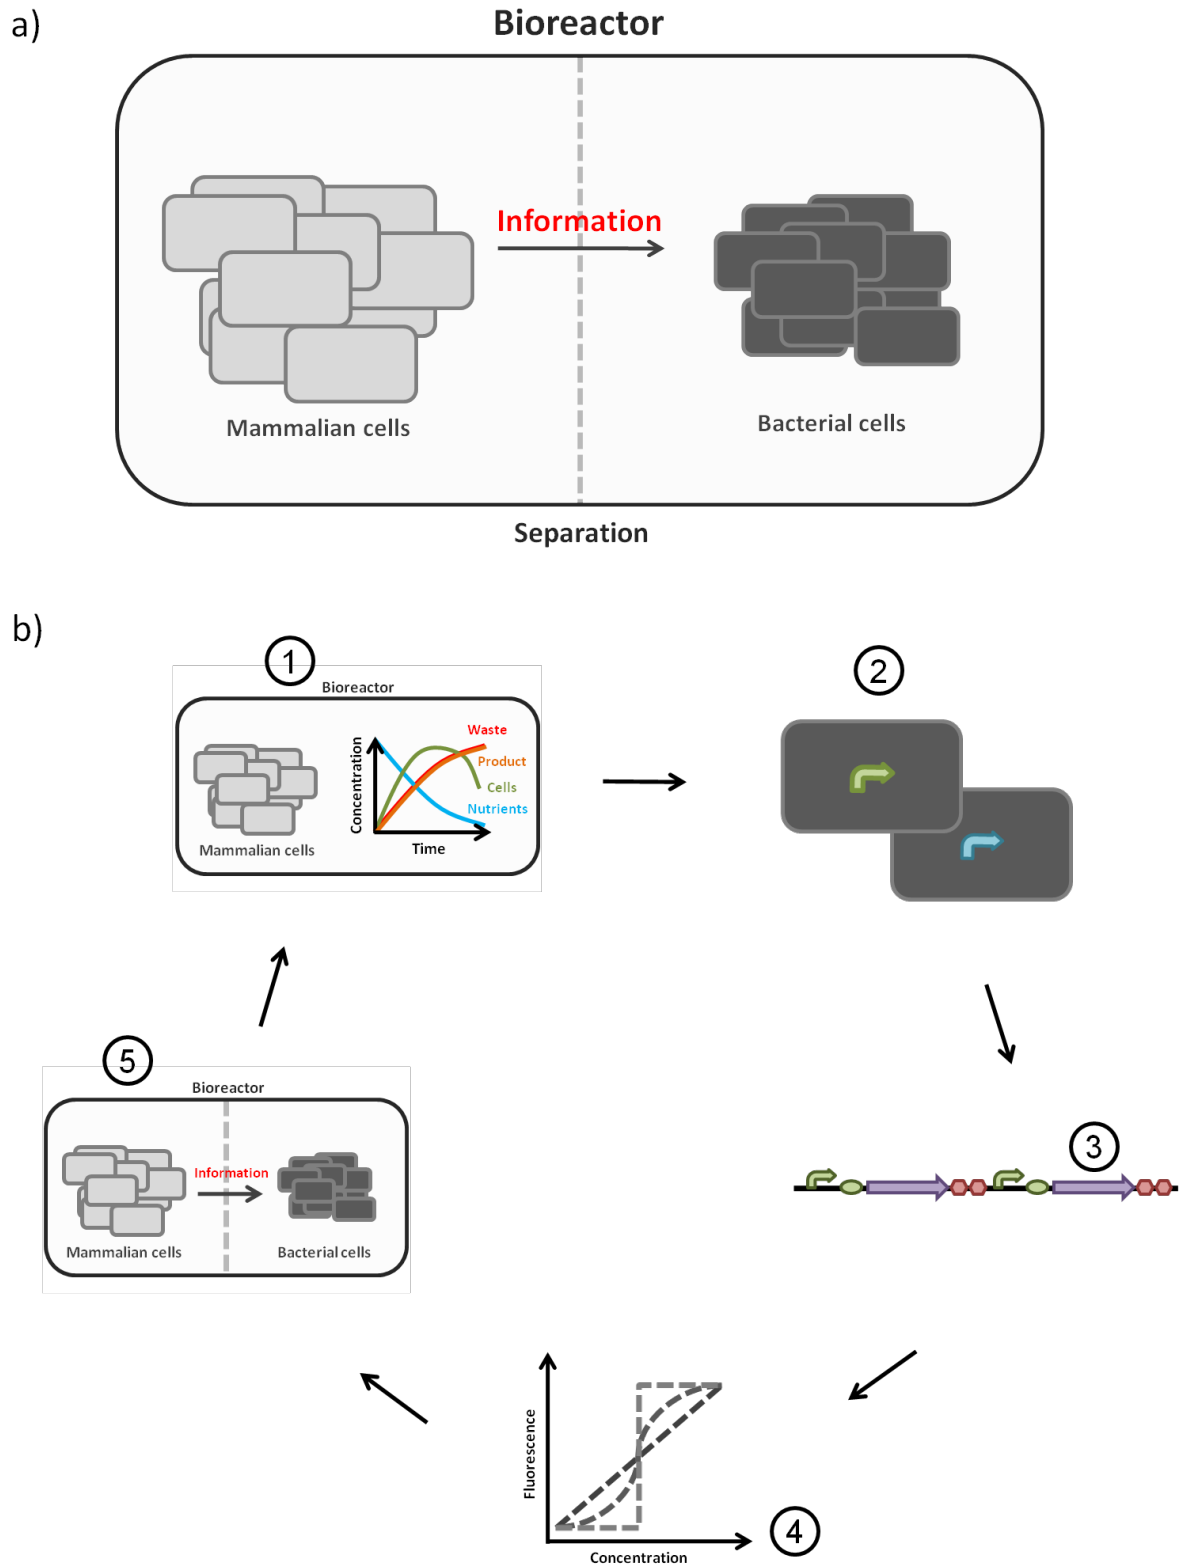 a)
Bioreactor
Information
Mammalian cells
Bacterial cells
Separation
b)
1
Bioreactor
Concentration
Waste
Product
Cells
Nutrients
Time
Mammalian cells
2
3
4
Fluorescence
Concentration
5
Bioreactor
Information
Mammalian cells
Bacterial cells